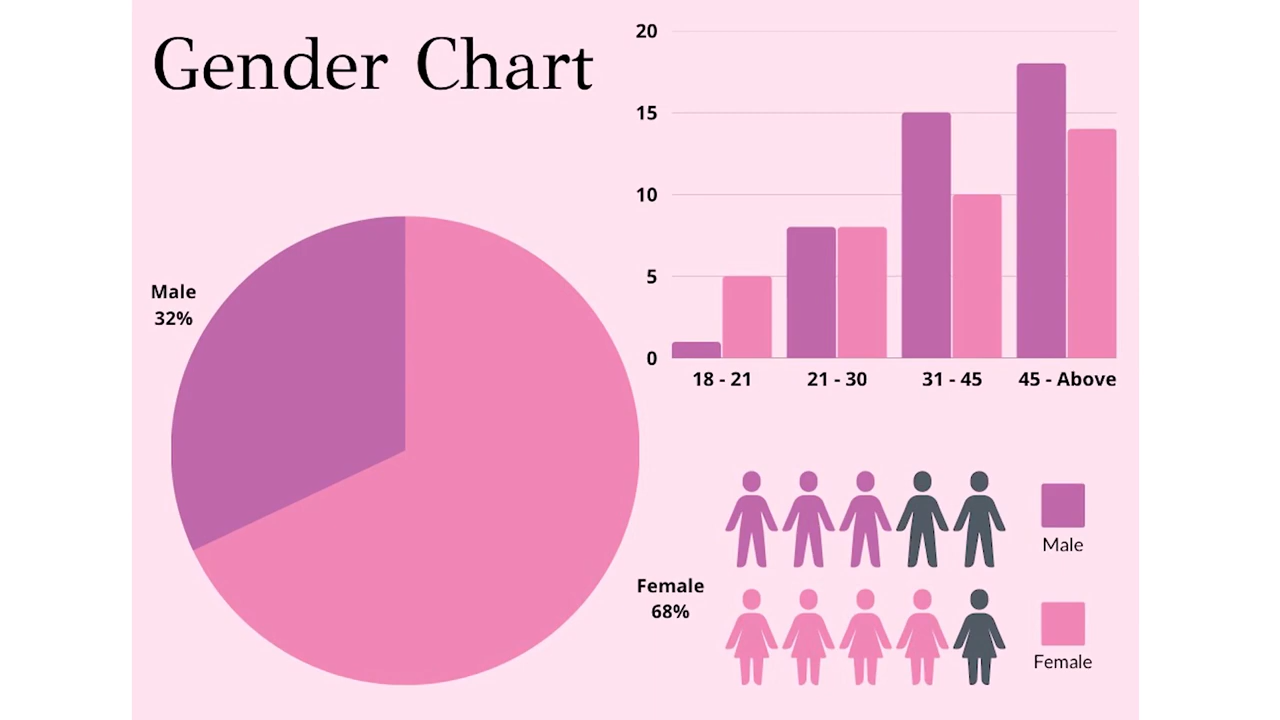 Gender Chart
Male
32%
Female
68%
20
15
10
5
0
18 - 21
21 - 30
31 - 45
45 - Above
Male
Female